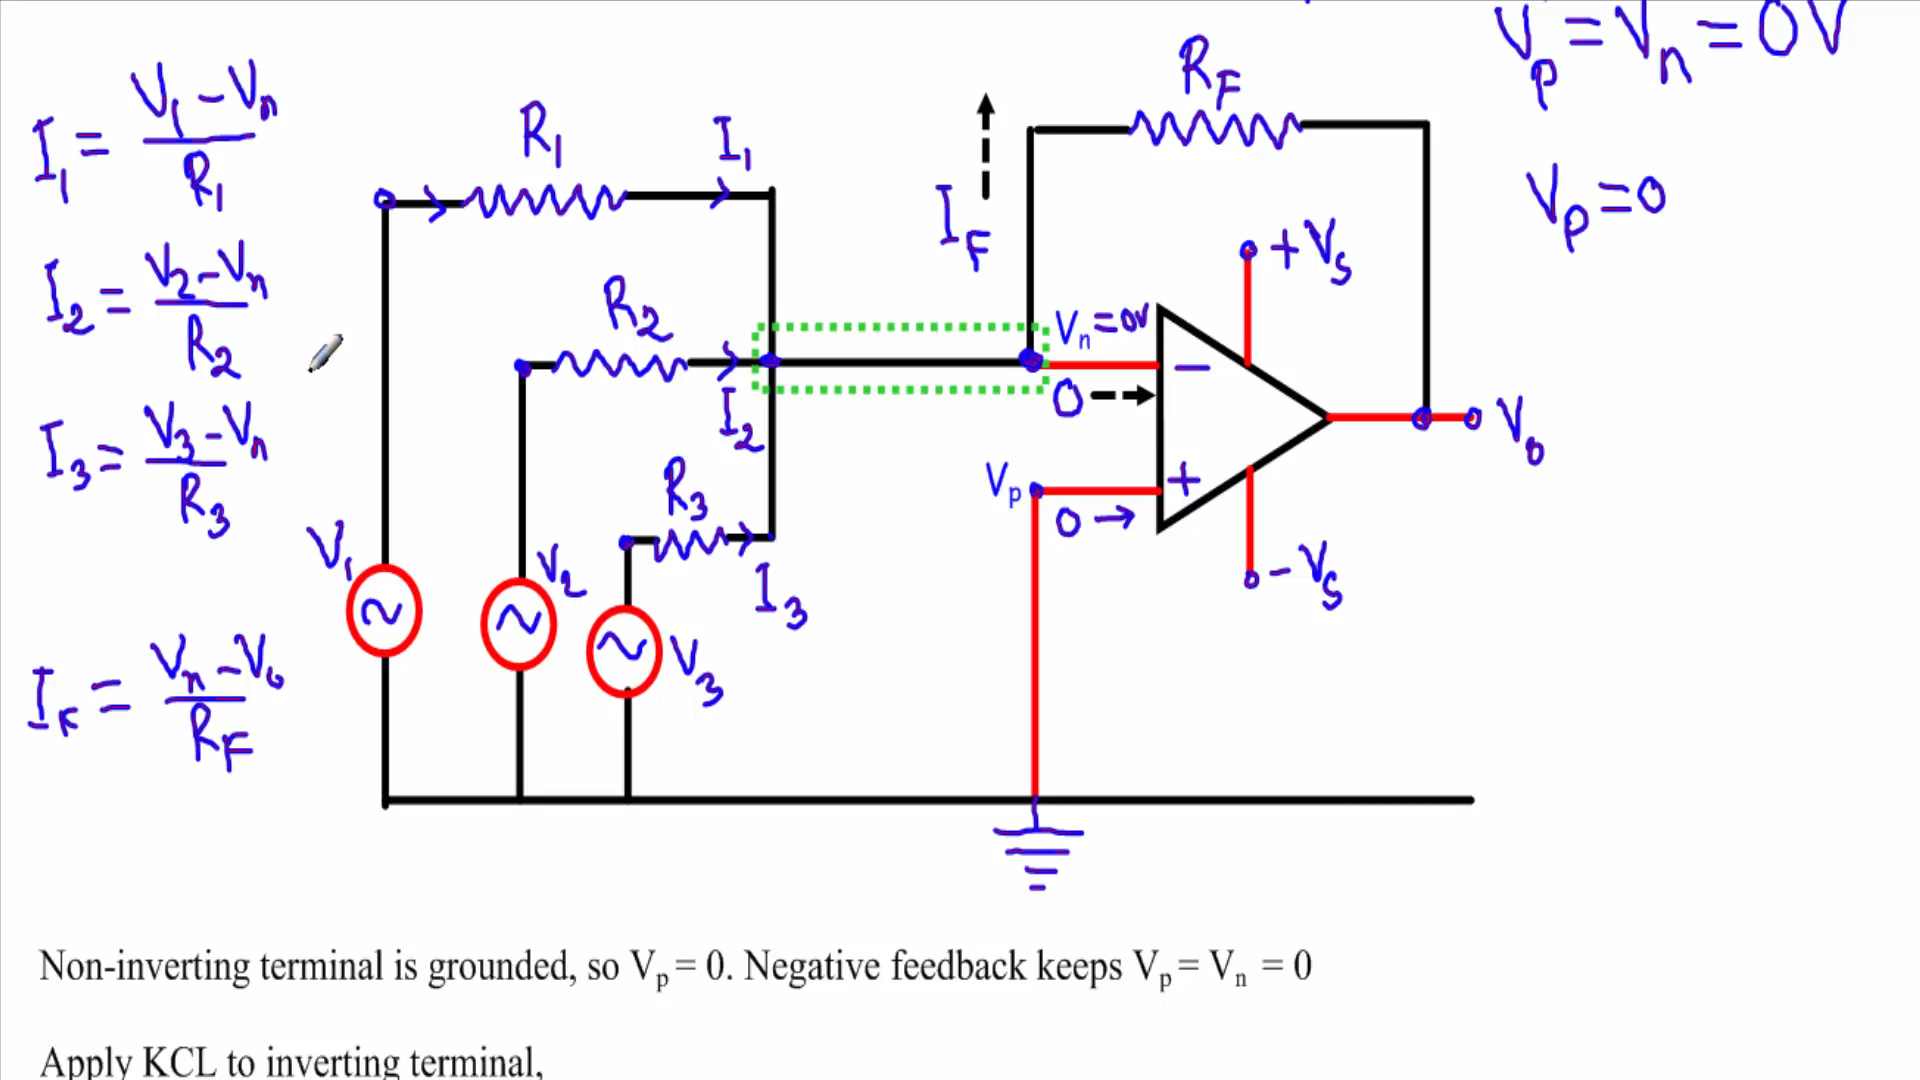 Vp = Vn = 0V
Vp = 0
I1 = V1 - Vn / R1
I2 = V2 - Vn / R2
I3 = V3 - Vn / R3
IF = Vn - Vo / RF
R1
I1
R2
I2
R3
I3
V1
V2
V3
RF
IF
+Vs
Vn = 0V
0
−
Vp
0
+
-Vs
Vo
Non-inverting terminal is grounded, so Vp = 0. Negative feedback keeps Vp = Vn = 0
Apply KCL to inverting terminal,